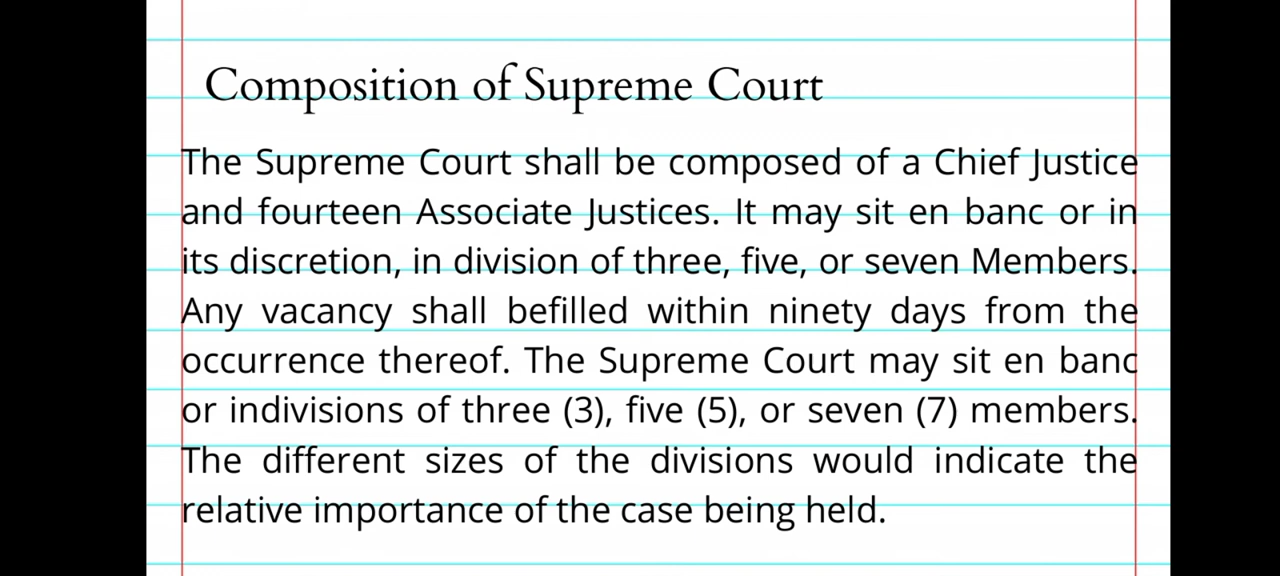 Composition of Supreme Court
The Supreme Court shall be composed of a Chief Justice
and fourteen Associate Justices. It may sit en banc or in
its discretion, in division of three, five, or seven Members.
Any vacancy shall befilled within ninety days from the
occurrence thereof. The Supreme Court may sit en banc
or indivisions of three (3), five (5), or seven (7) members.
The different sizes of the divisions would indicate the
relative importance of the case being held.